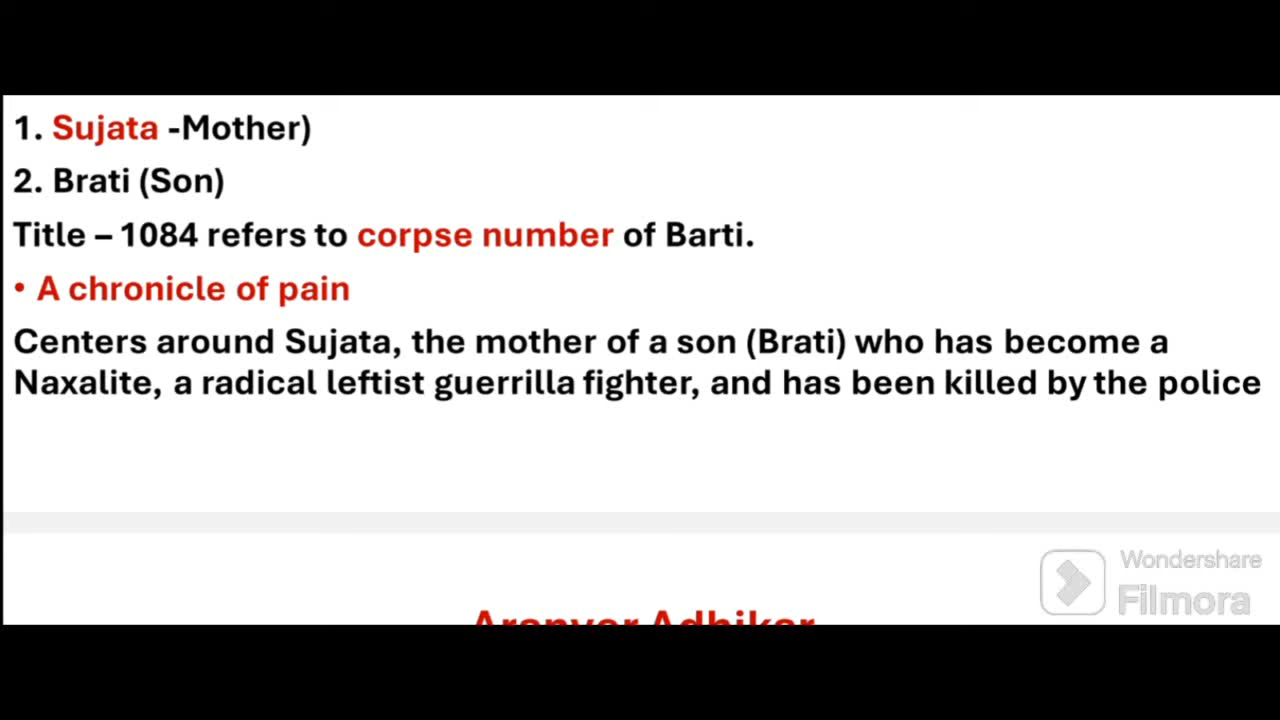 1. Sujata -Mother)
2. Brati (Son)
Title – 1084 refers to corpse number of Barti.
• A chronicle of pain
Centers around Sujata, the mother of a son (Brati) who has become a
Naxalite, a radical leftist guerrilla fighter, and has been killed by the police
Wondershare
Filmora
Aranyer Adhikar